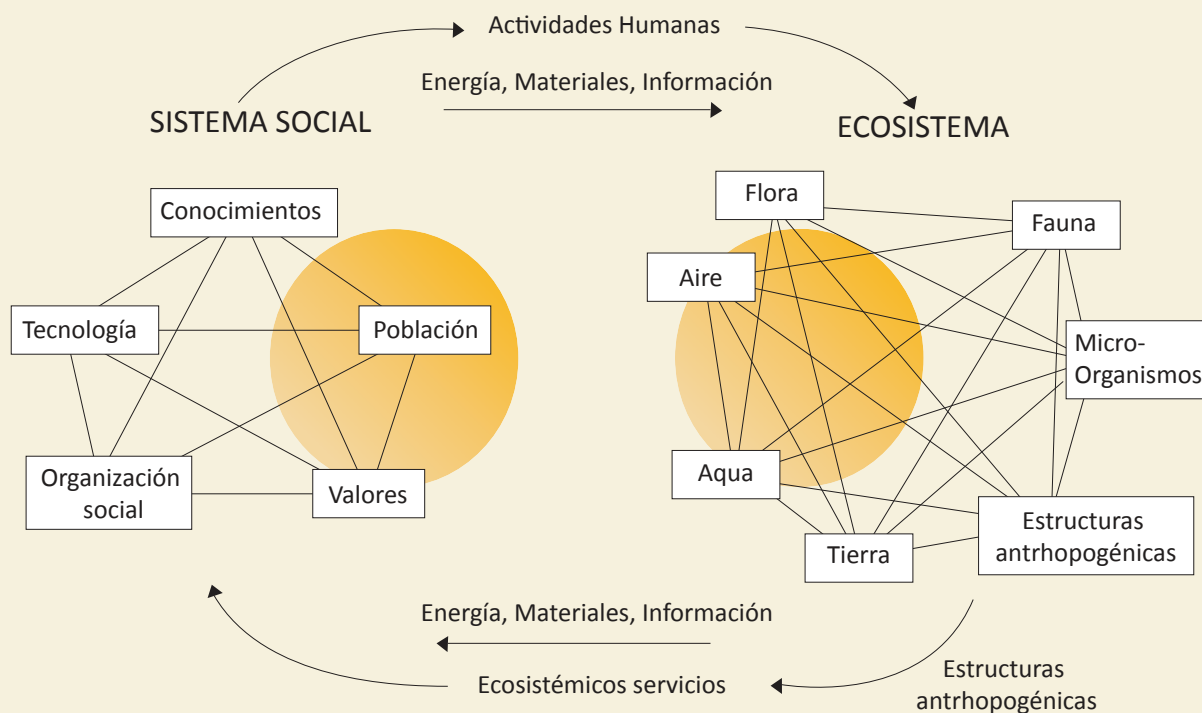 Actividades Humanas
Energía, Materiales, Información
SISTEMA SOCIAL
ECOSISTEMA
Conocimientos
Tecnología
Población
Organización
social
Valores
Flora
Fauna
Aire
Micro-
Organismos
Aqua
Tierra
Estructuras
antrhopogénicas
Energía, Materiales, Información
Ecosistémicos servicios
Estructuras
antrhopogénicas